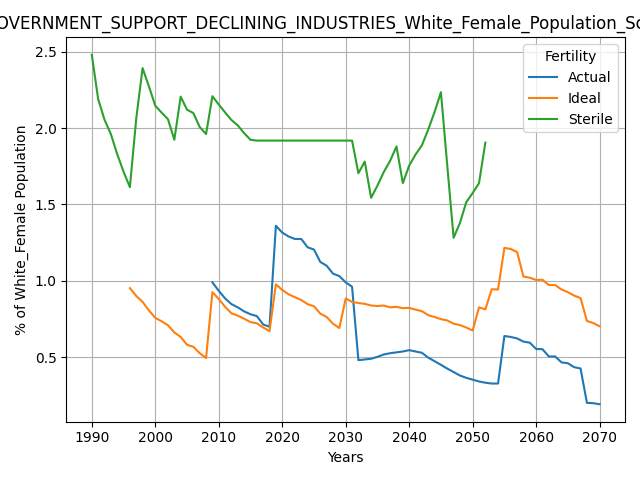 OVERNMENT_SUPPORT_DECLINING_INDUSTRIES_White_Female_Population_So
Fertility
Actual
Ideal
Sterile
% of White_Female Population
2.5
2.0
1.5
1.0
0.5
1990 2000 2010 2020 2030 2040 2050 2060 2070
Years